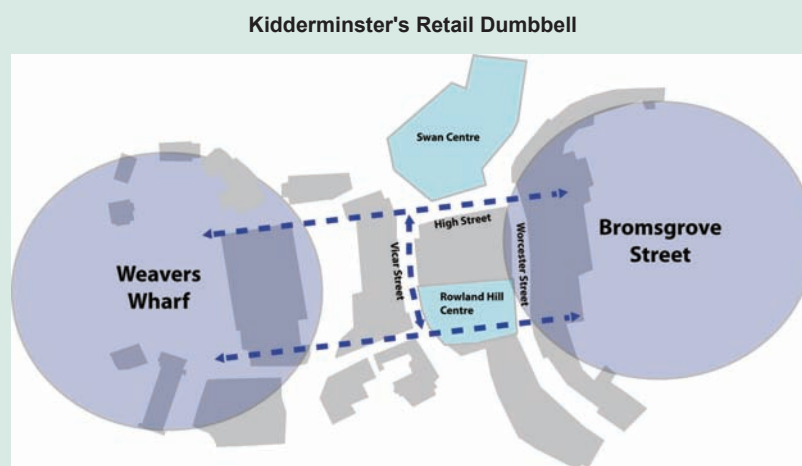 Kidderminster's Retail Dumbbell
Swan Centre
High Street
Vicar Street
Worcester Street
Bromsgrove
Street
Weavers
Wharf
Rowland Hill
Centre